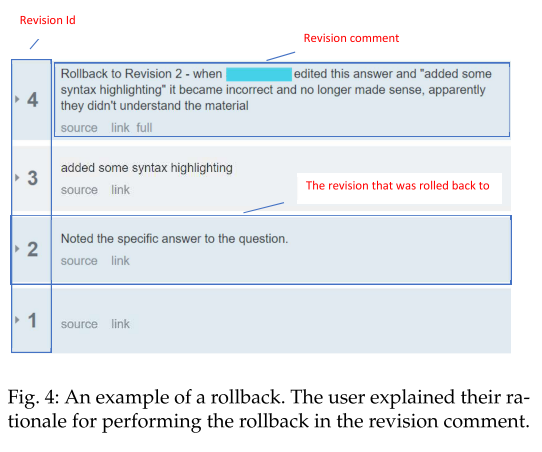 Revision Id
Revision comment
4
Rollback to Revision 2 - when edited this answer and "added some
syntax highlighting" it became incorrect and no longer made sense, apparently
they didn't understand the material
source link full
3
added some syntax highlighting
source link
The revision that was rolled back to
2
Noted the specific answer to the question.
source link
1
source link
Fig. 4: An example of a rollback. The user explained their ra-
tionale for performing the rollback in the revision comment.